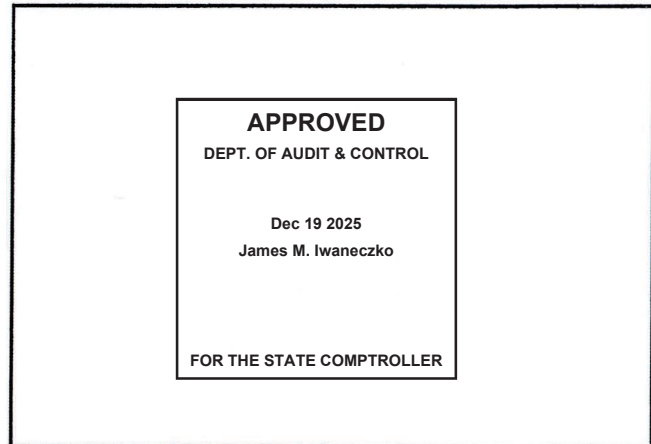 APPROVED
DEPT. OF AUDIT & CONTROL
Dec 19 2025
James M. Iwaneczko
FOR THE STATE COMPTROLLER